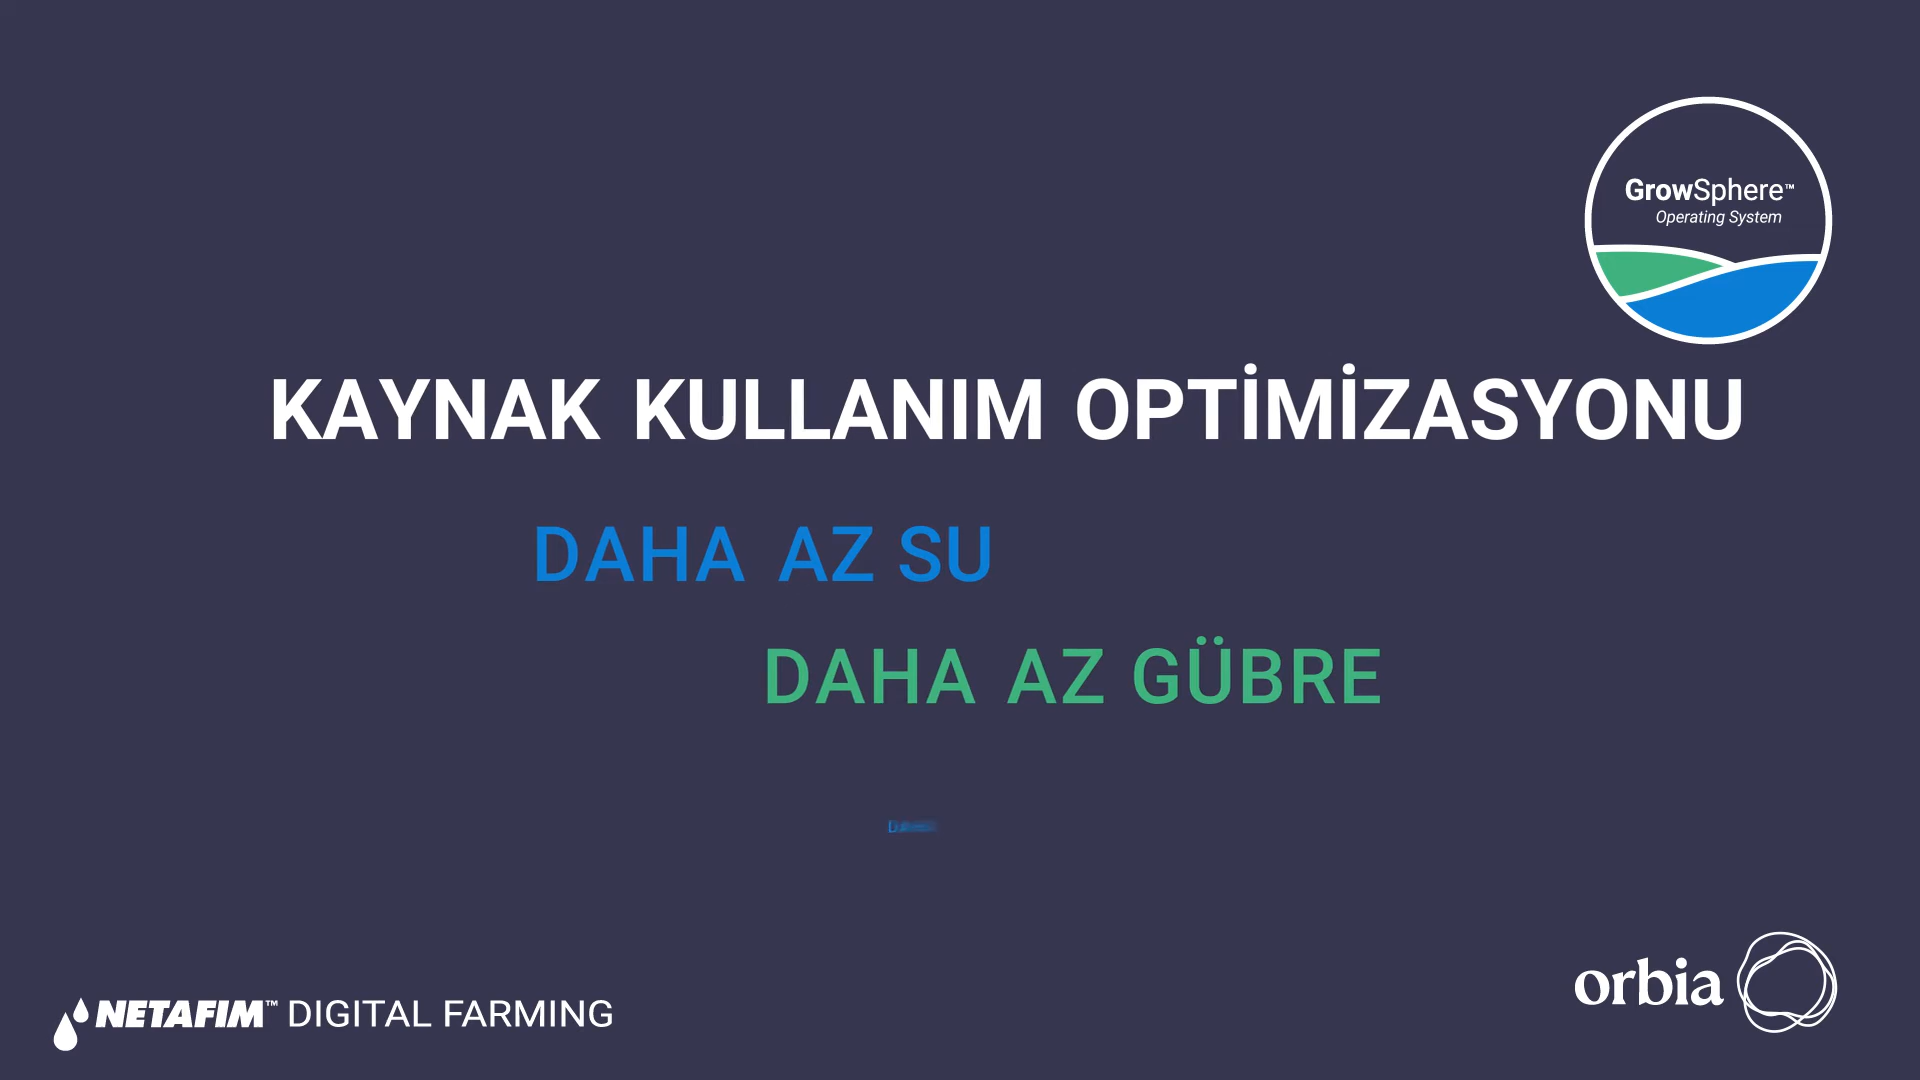 GrowSphere™
Operating System
KAYNAK KULLANIM OPTİMİZASYONU
DAHA AZ SU
DAHA AZ GÜBRE
NETAFIM™ DIGITAL FARMING
orbia